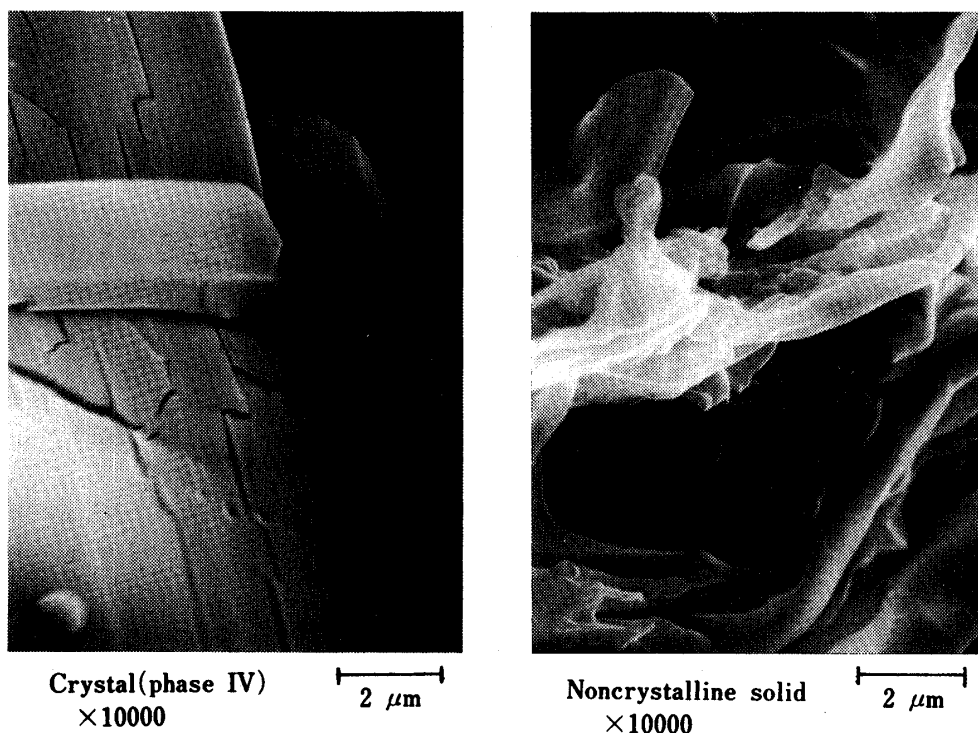 Crystal(phase IV)
×10000
2 μm
Noncrystalline solid
×10000
2 μm